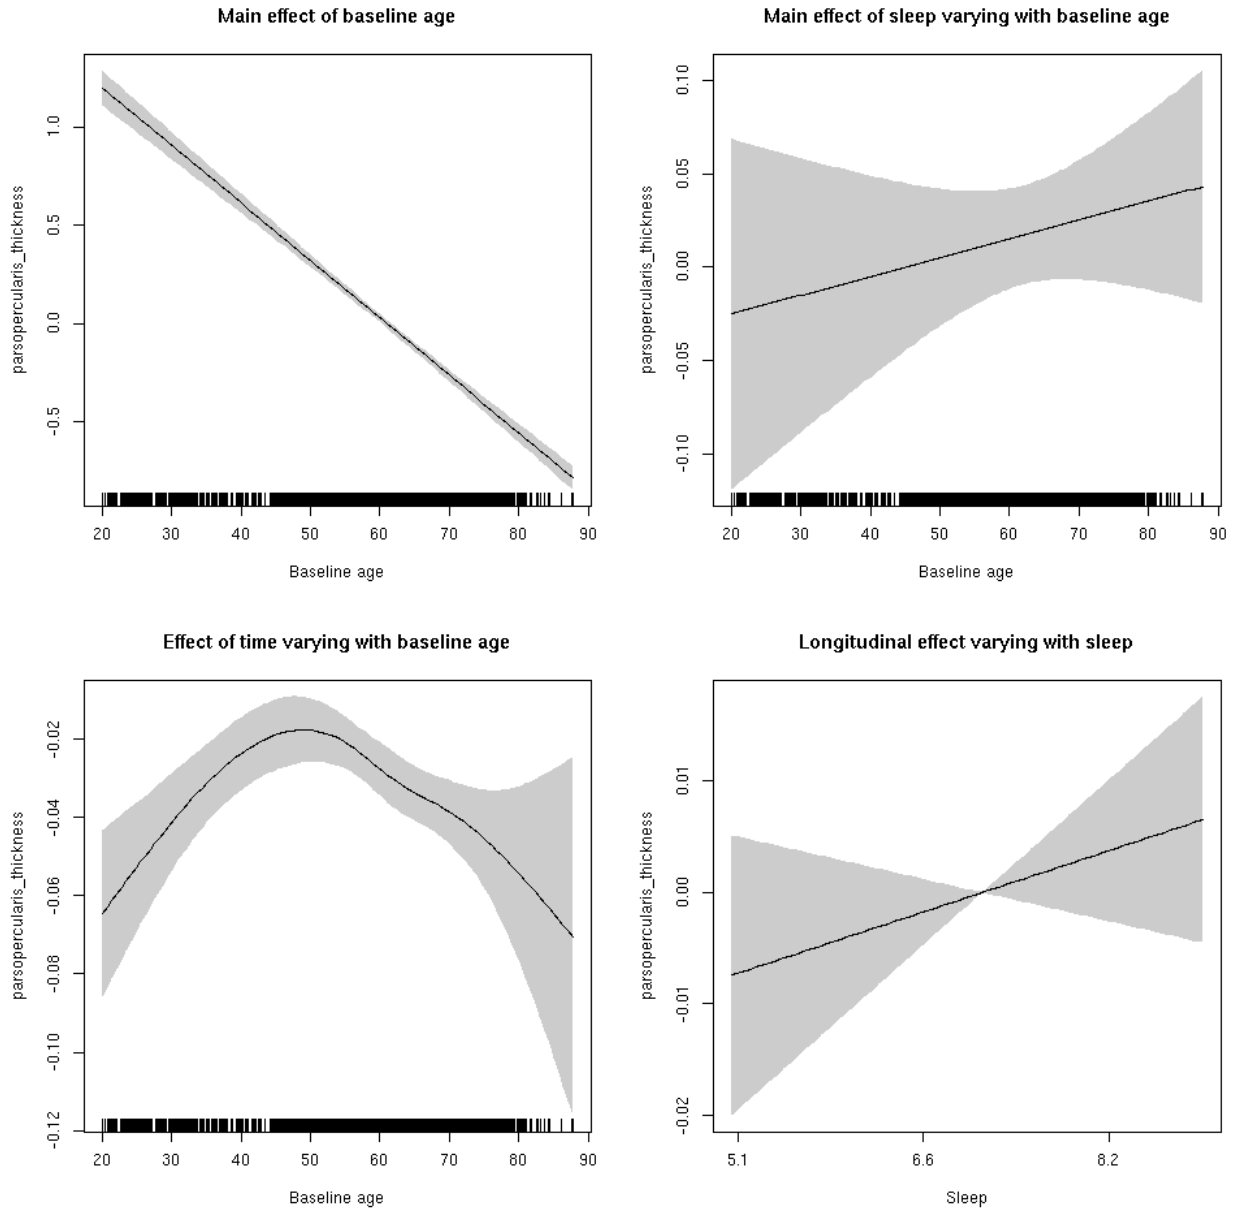 Main effect of baseline age
parsopercularis_thickness
1.0
0.5
0.0
-0.5
20 30 40 50 60 70 80 90
Baseline age
Main effect of sleep varying with baseline age
parsopercularis_thickness
0.10
0.05
0.00
-0.05
-0.10
20 30 40 50 60 70 80 90
Baseline age
Effect of time varying with baseline age
parsopercularis_thickness
-0.02
-0.04
-0.06
-0.08
-0.10
-0.12
20 30 40 50 60 70 80 90
Baseline age
Longitudinal effect varying with sleep
parsopercularis_thickness
0.01
0.00
-0.01
-0.02
5.1 6.6 8.2
Sleep